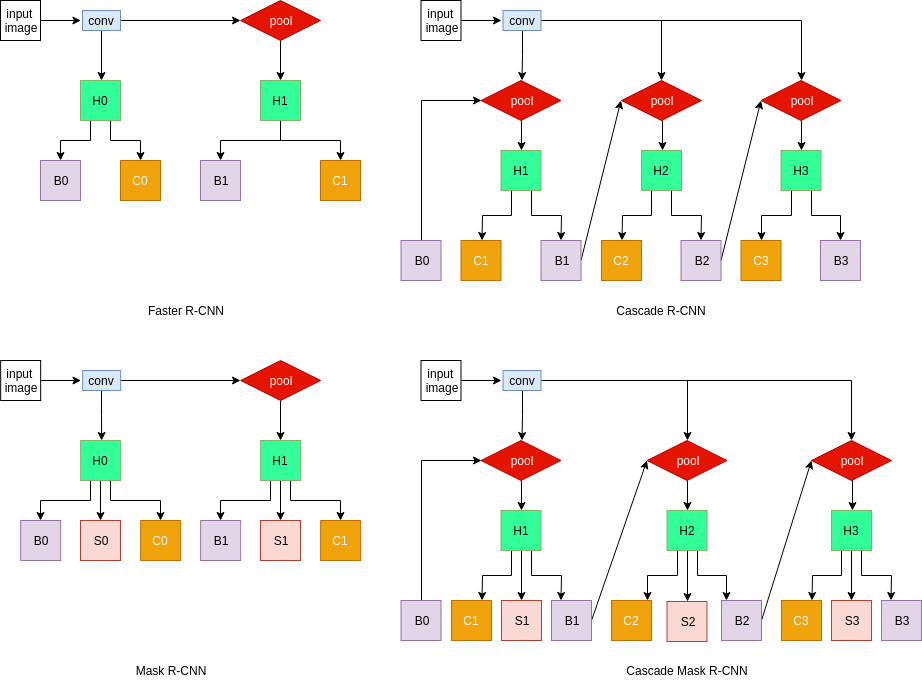 input
image
conv
pool
H0
H1
B0
C0
B1
C1
Faster R-CNN
input
image
conv
pool
pool
pool
H1
H2
H3
B0
C1
B1
C2
B2
C3
B3
Cascade R-CNN
input
image
conv
pool
H0
H1
B0
S0
C0
B1
S1
C1
Mask R-CNN
input
image
conv
pool
pool
pool
H1
H2
H3
B0
C1
S1
B1
C2
S2
B2
C3
S3
B3
Cascade Mask R-CNN